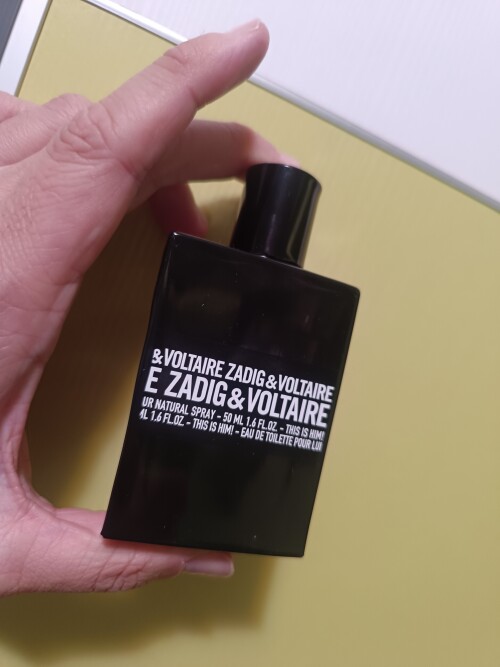 &VOLTAIRE ZADIG&VOLTAIRE
E ZADIG&VOLTAIRE
UR NATURAL SPRAY - 50 ML 1.6 FL.OZ. - THIS IS HIM!
ML 1.6 FL.OZ. - THIS IS HIM! - EAU DE TOILETTE POUR LUI